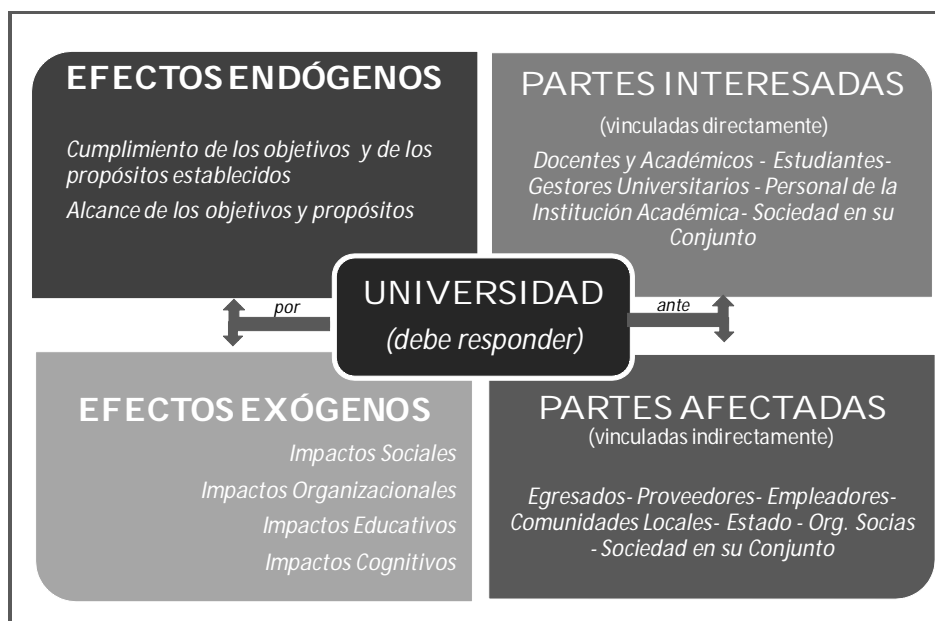 EFECTOS ENDÓGENOS
Cumplimiento de los objetivos y de los
propósitos establecidos
Alcance de los objetivos y propósitos
PARTES INTERESADAS
(vinculadas directamente)
Docentes y Académicos - Estudiantes-
Gestores Universitarios - Personal de la
Institución Académica- Sociedad en su
Conjunto
por
UNIVERSIDAD
(debe responder)
ante
EFECTOS EXÓGENOS
Impactos Sociales
Impactos Organizacionales
Impactos Educativos
Impactos Cognitivos
PARTES AFECTADAS
(vinculadas indirectamente)
Egresados- Proveedores- Empleadores-
Comunidades Locales- Estado - Org. Socias
- Sociedad en su Conjunto